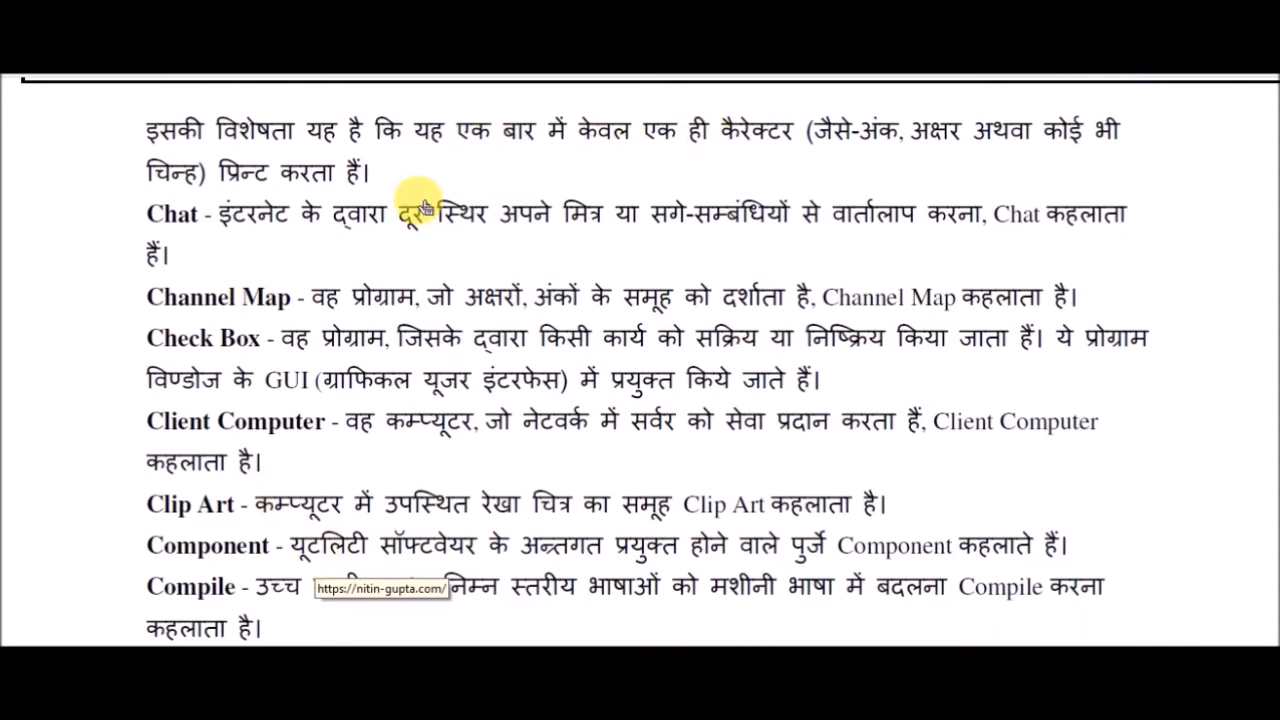 इसकी विशेषता यह है कि यह एक बार में केवल एक ही कैरेक्टर (जैसे-अंक, अक्षर अथवा कोई भी
चिन्ह) प्रिन्ट करता हैं।
Chat - इंटरनेट के द्वारा दूर स्थिर अपने मित्र या सगे-सम्बंधियों से वार्तालाप करना, Chat कहलाता
हैं।
Channel Map - वह प्रोग्राम, जो अक्षरों, अंकों के समूह को दर्शाता है, Channel Map कहलाता है।
Check Box - वह प्रोग्राम, जिसके द्वारा किसी कार्य को सक्रिय या निष्क्रिय किया जाता हैं। ये प्रोग्राम
विण्डोज के GUI (ग्राफिकल यूजर इंटरफेस) में प्रयुक्त किये जाते हैं।
Client Computer - वह कम्प्यूटर, जो नेटवर्क में सर्वर को सेवा प्रदान करता हैं, Client Computer
कहलाता है।
Clip Art - कम्प्यूटर में उपस्थित रेखा चित्र का समूह Clip Art कहलाता है।
Component - यूटलिटी सॉफ्टवेयर के अन्तर्गत प्रयुक्त होने वाले पुर्जे Component कहलाते हैं।
Compile - उच्च https://nitin-gupta.com/ निम्न स्तरीय भाषाओं को मशीनी भाषा में बदलना Compile करना
कहलाता है।